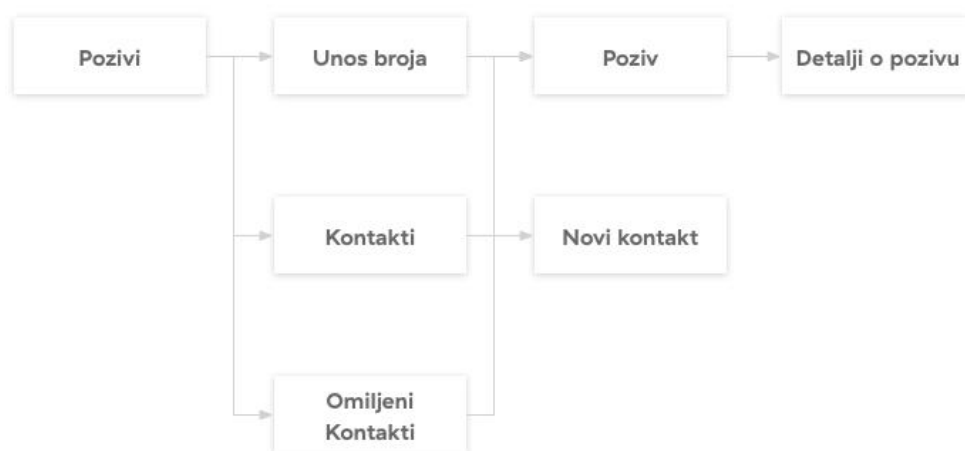 Pozivi
Unos broja
Poziv
Detalji o pozivu
Kontakti
Novi kontakt
Omiljeni
Kontakti